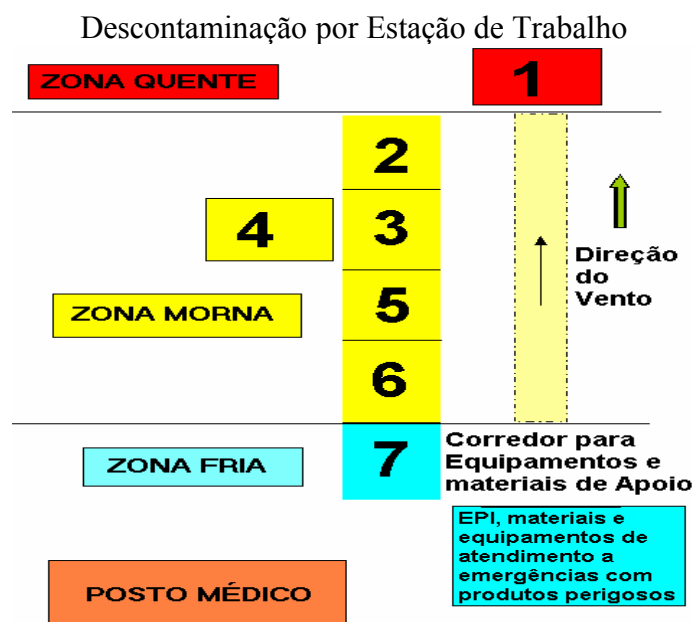 Descontaminação por Estação de Trabalho
ZONA QUENTE
1
2
4
3
Direção
do
Vento
ZONA MORNA
5
6
ZONA FRIA
7
Corredor para
Equipamentos e
materiais de Apoio
EPI, materiais e
equipamentos de
atendimento a
emergências com
produtos perigosos
POSTO MÉDICO